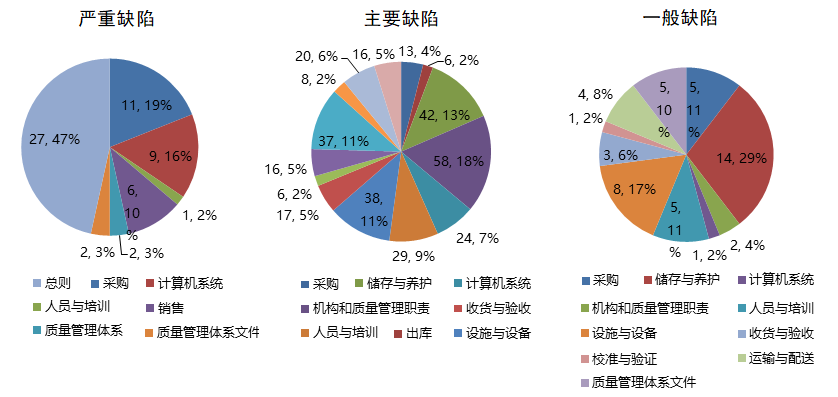 严重缺陷
主要缺陷
一般缺陷
11, 19%
9, 16%
1, 2%
6,
10
%
2, 3%
2, 3%
27, 47%
总则
采购
计算机系统
人员与培训
销售
质量管理体系
质量管理体系文件
13, 4%
6, 2%
42, 13%
58, 18%
24, 7%
29, 9%
38,
11%
17, 5%
6, 2%
16, 5%
37, 11%
8, 2%
20, 6%
16, 5%
采购
储存与养护
计算机系统
机构和质量管理职责
收货与验收
人员与培训
出库
设施与设备
5,
11
%
14, 29%
2, 4%
1, 2%
5,
11
%
8, 17%
3, 6%
1, 2%
4, 8%
5,
10
%
采购
储存与养护
计算机系统
机构和质量管理职责
人员与培训
设施与设备
收货与验收
校准与验证
运输与配送
质量管理体系文件